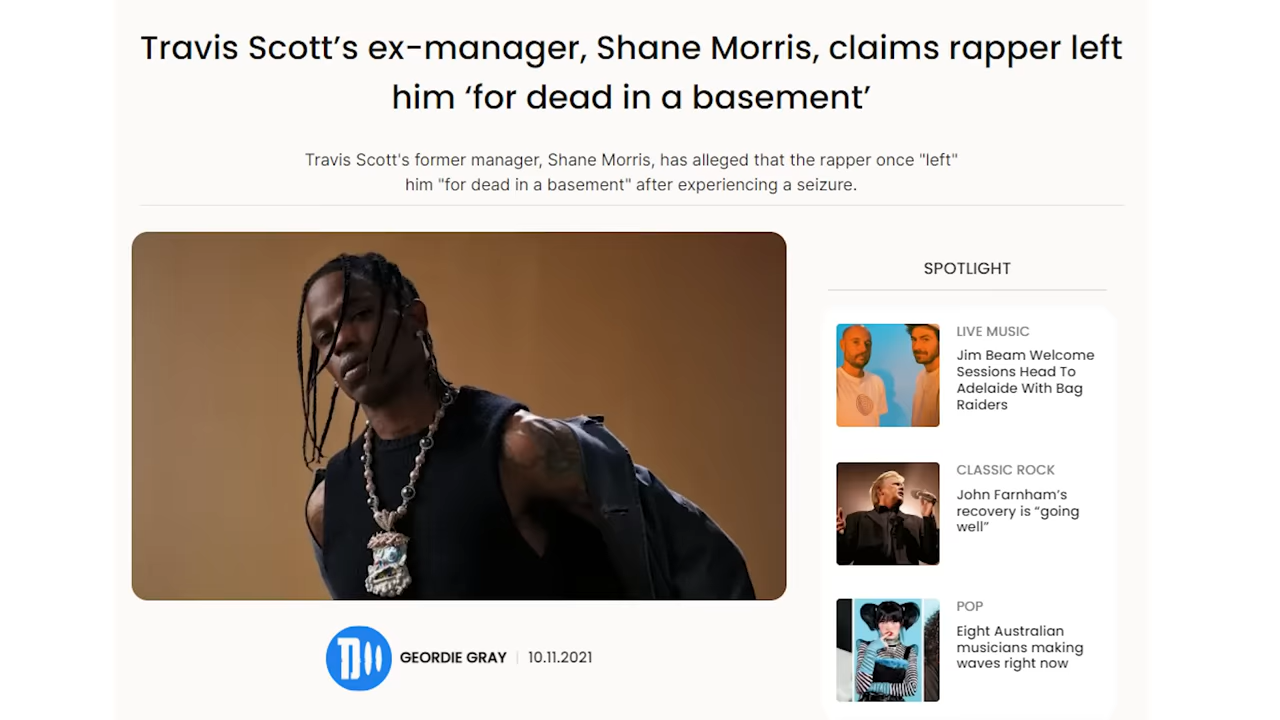 Travis Scott’s ex-manager, Shane Morris, claims rapper left
him ‘for dead in a basement’
Travis Scott's former manager, Shane Morris, has alleged that the rapper once "left"
him "for dead in a basement" after experiencing a seizure.
GEORDIE GRAY | 10.11.2021
SPOTLIGHT
LIVE MUSIC
Jim Beam Welcome
Sessions Head To
Adelaide With Bag
Raiders
CLASSIC ROCK
John Farnham’s
recovery is “going
well”
POP
Eight Australian
musicians making
waves right now